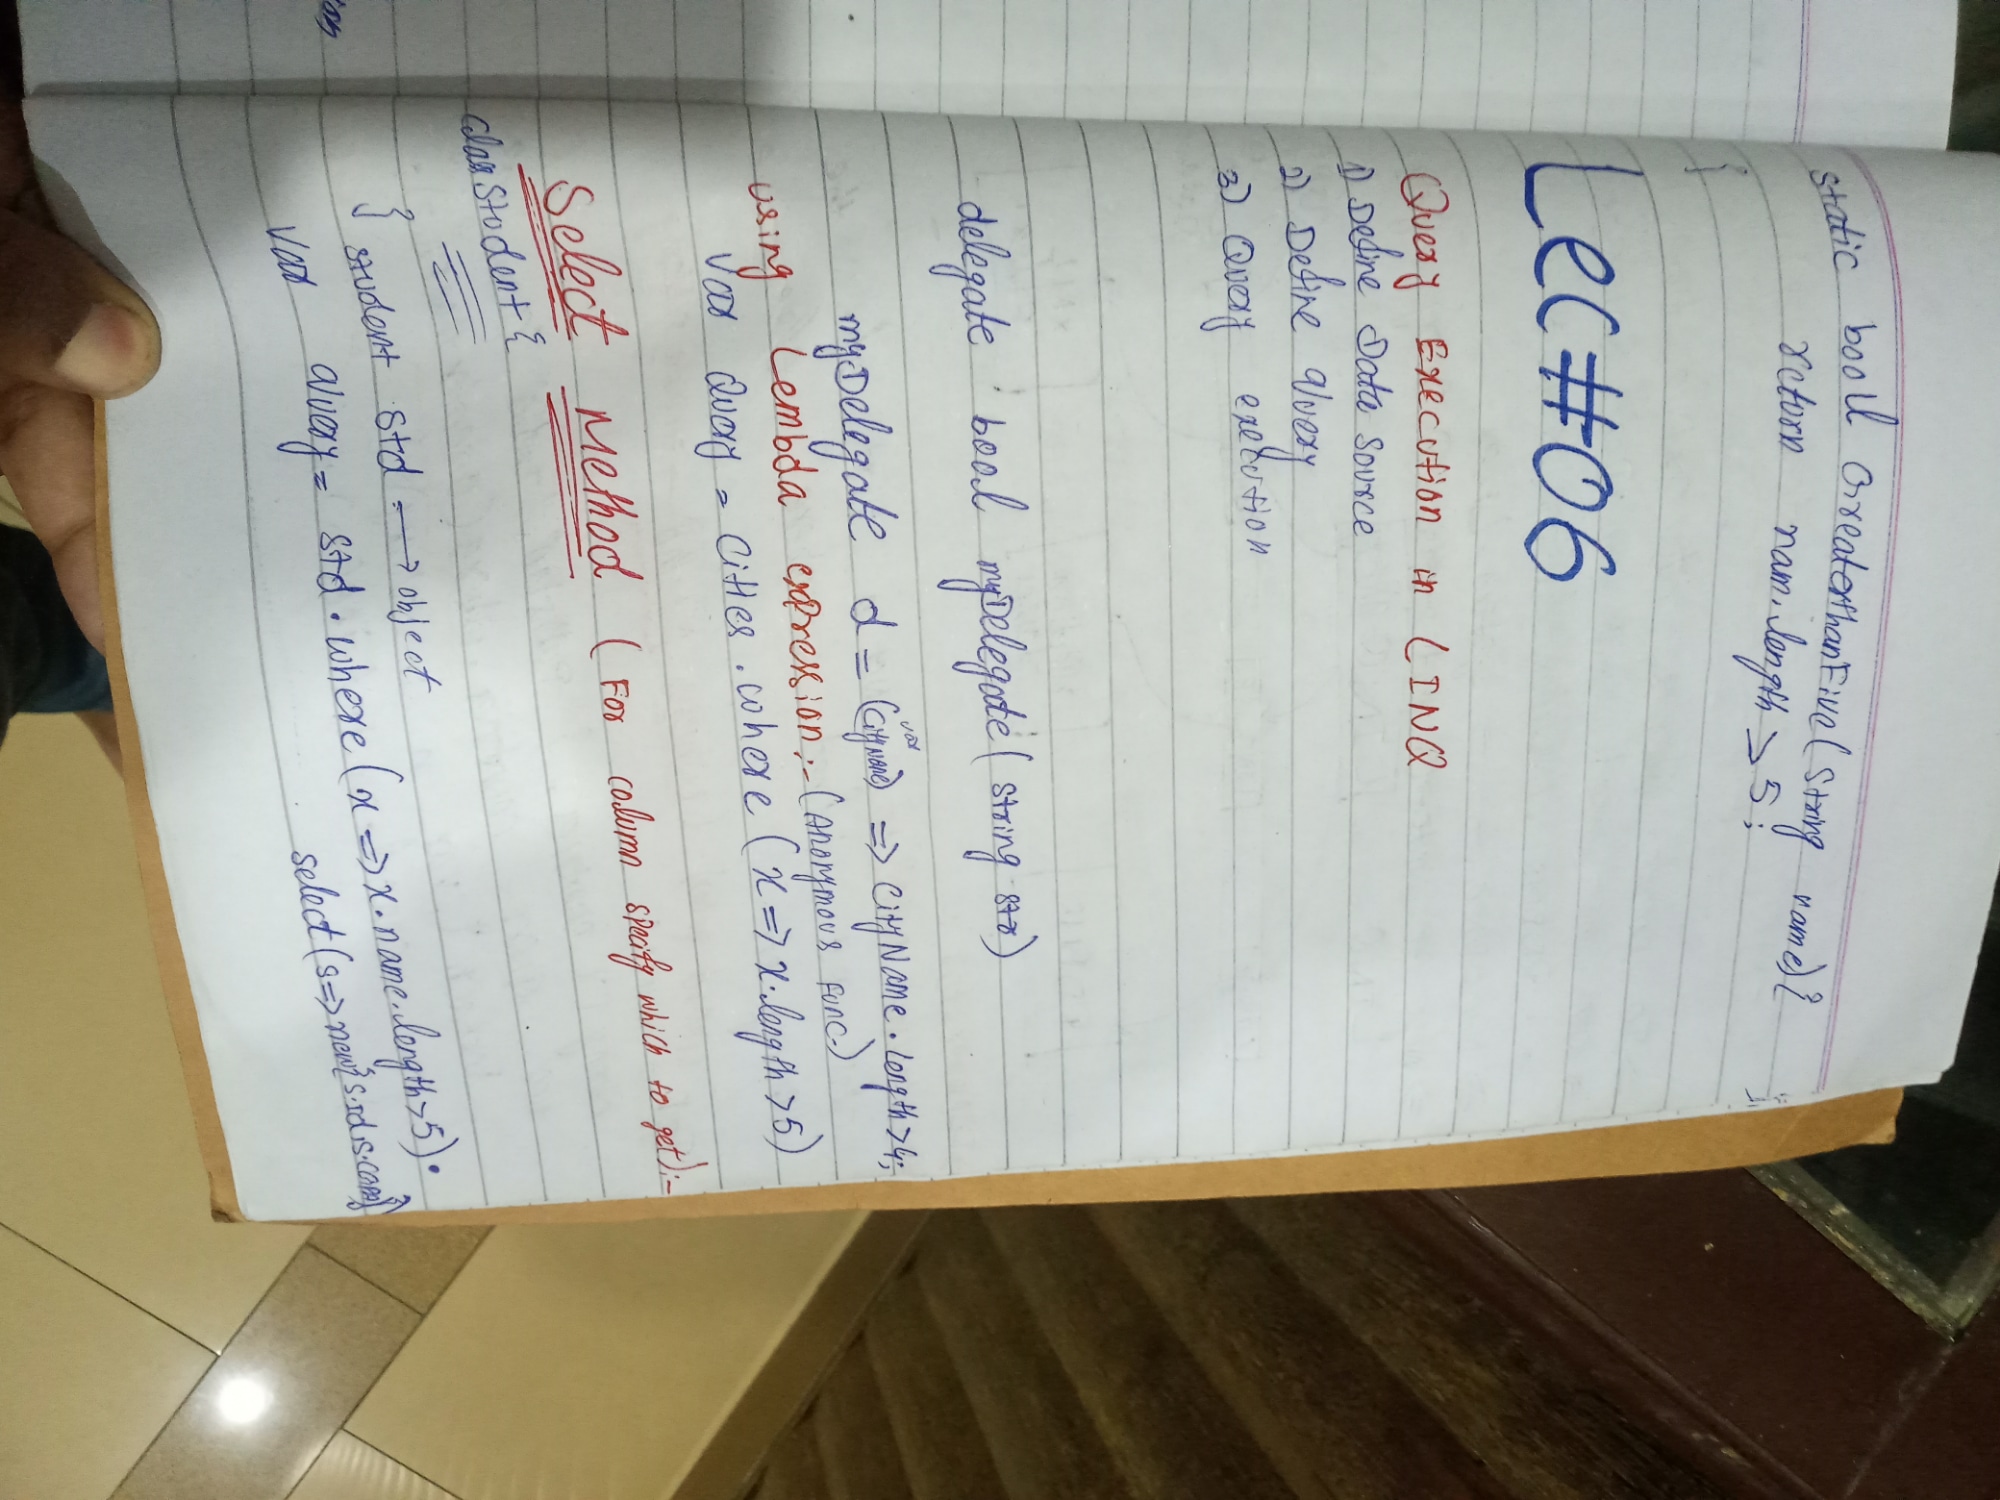 static bool GreaterthanFive(String name){
return nam.length > 5;
}
Lec#06
Query Execution in LINQ
1) Define Data Source
2) Define Query
3) Query execution
delegate bool myDelegate(String str)
var
myDelegate d = (CityName) => CityName.Length>4;
using Lembda expression:- (Anonymous Func.)
Var Query = Cities.where(x=> x.length >5)
Select Method (For column specify which to get):-
class Student {
} student std → object
Var Query = std.where(x=>x.name.length>5).
select(s=>new{s.Id,s.CGPA})